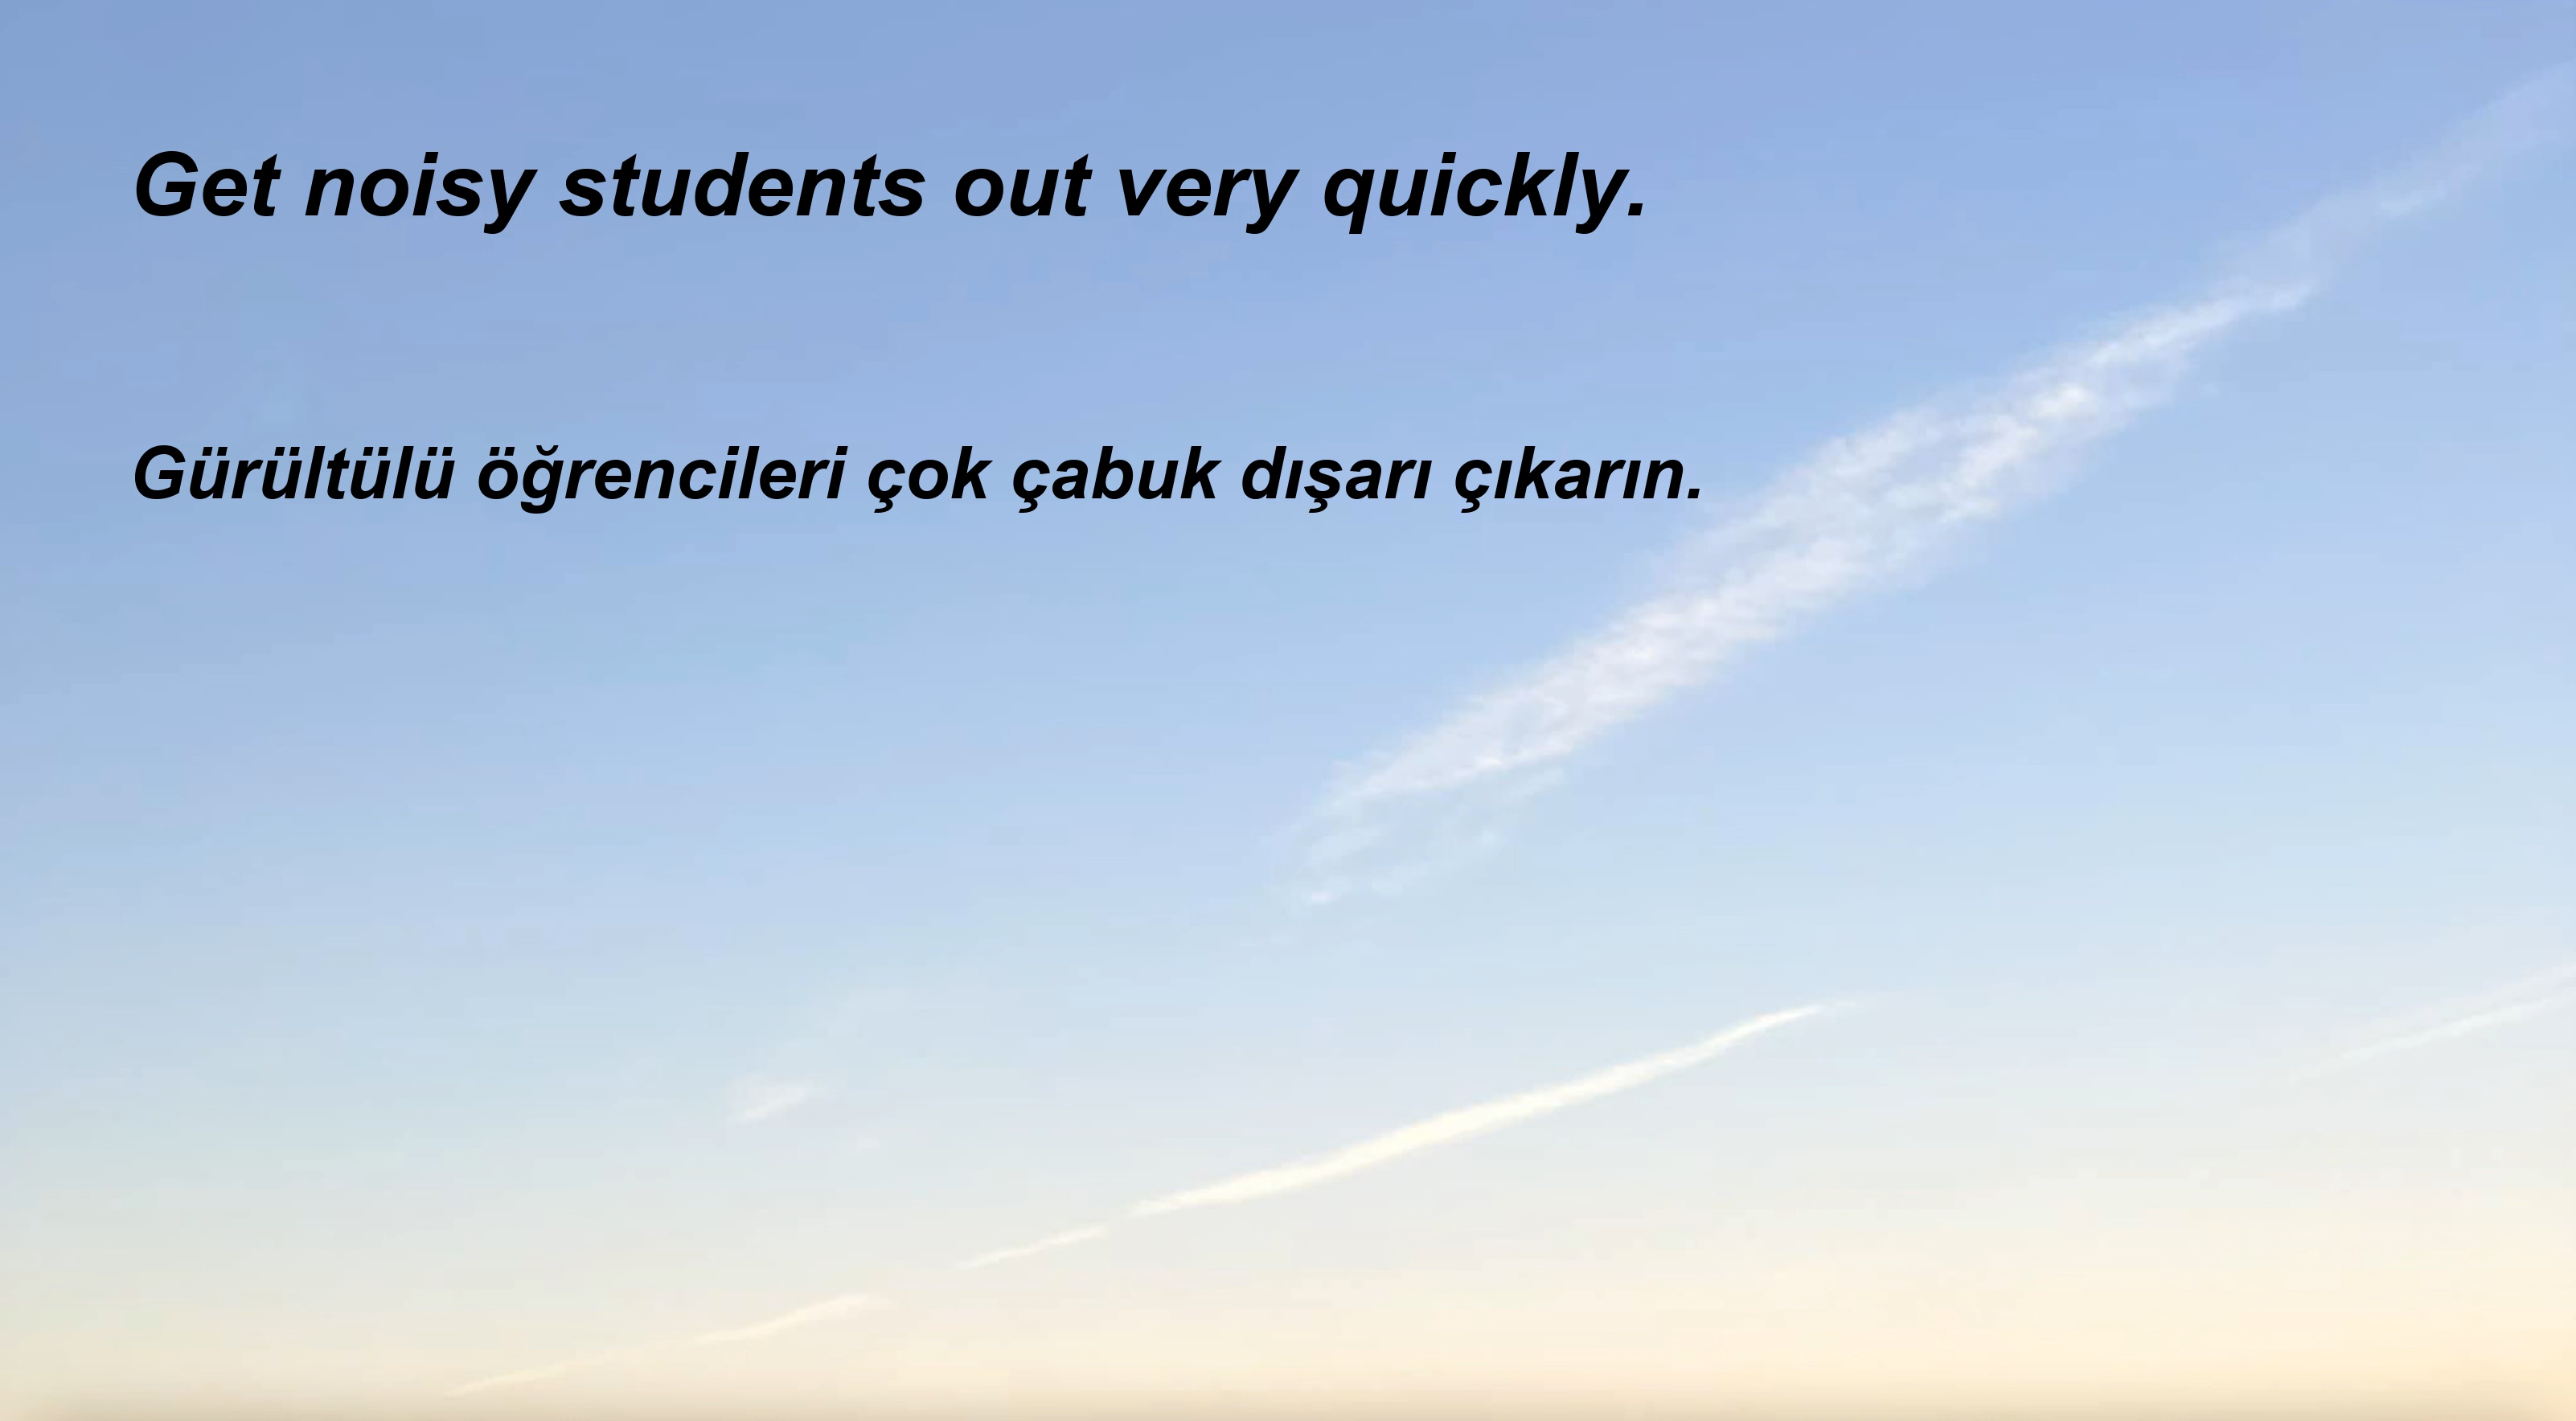 Get noisy students out very quickly.
Gürültülü öğrencileri çok çabuk dışarı çıkarın.